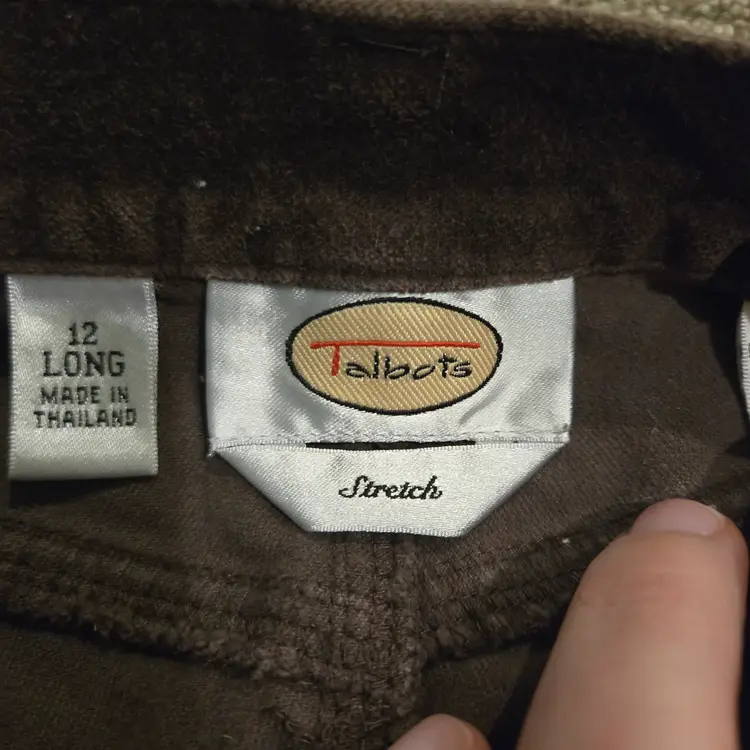 12
LONG
MADE IN
THAILAND
Talbots
Stretch